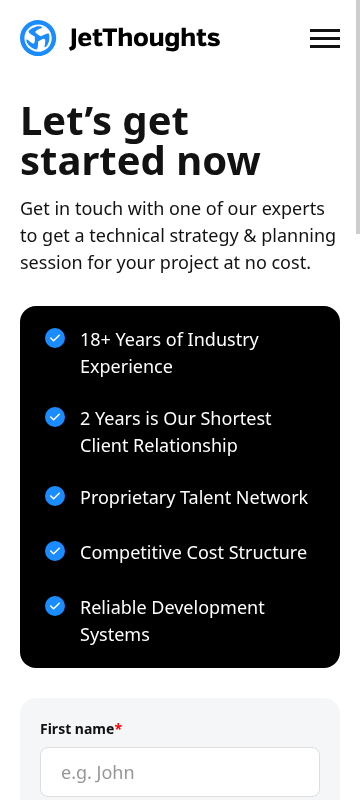 JetThoughts
Let’s get
started now
Get in touch with one of our experts
to get a technical strategy & planning
session for your project at no cost.
18+ Years of Industry
Experience
2 Years is Our Shortest
Client Relationship
Proprietary Talent Network
Competitive Cost Structure
Reliable Development
Systems
First name*
e.g. John